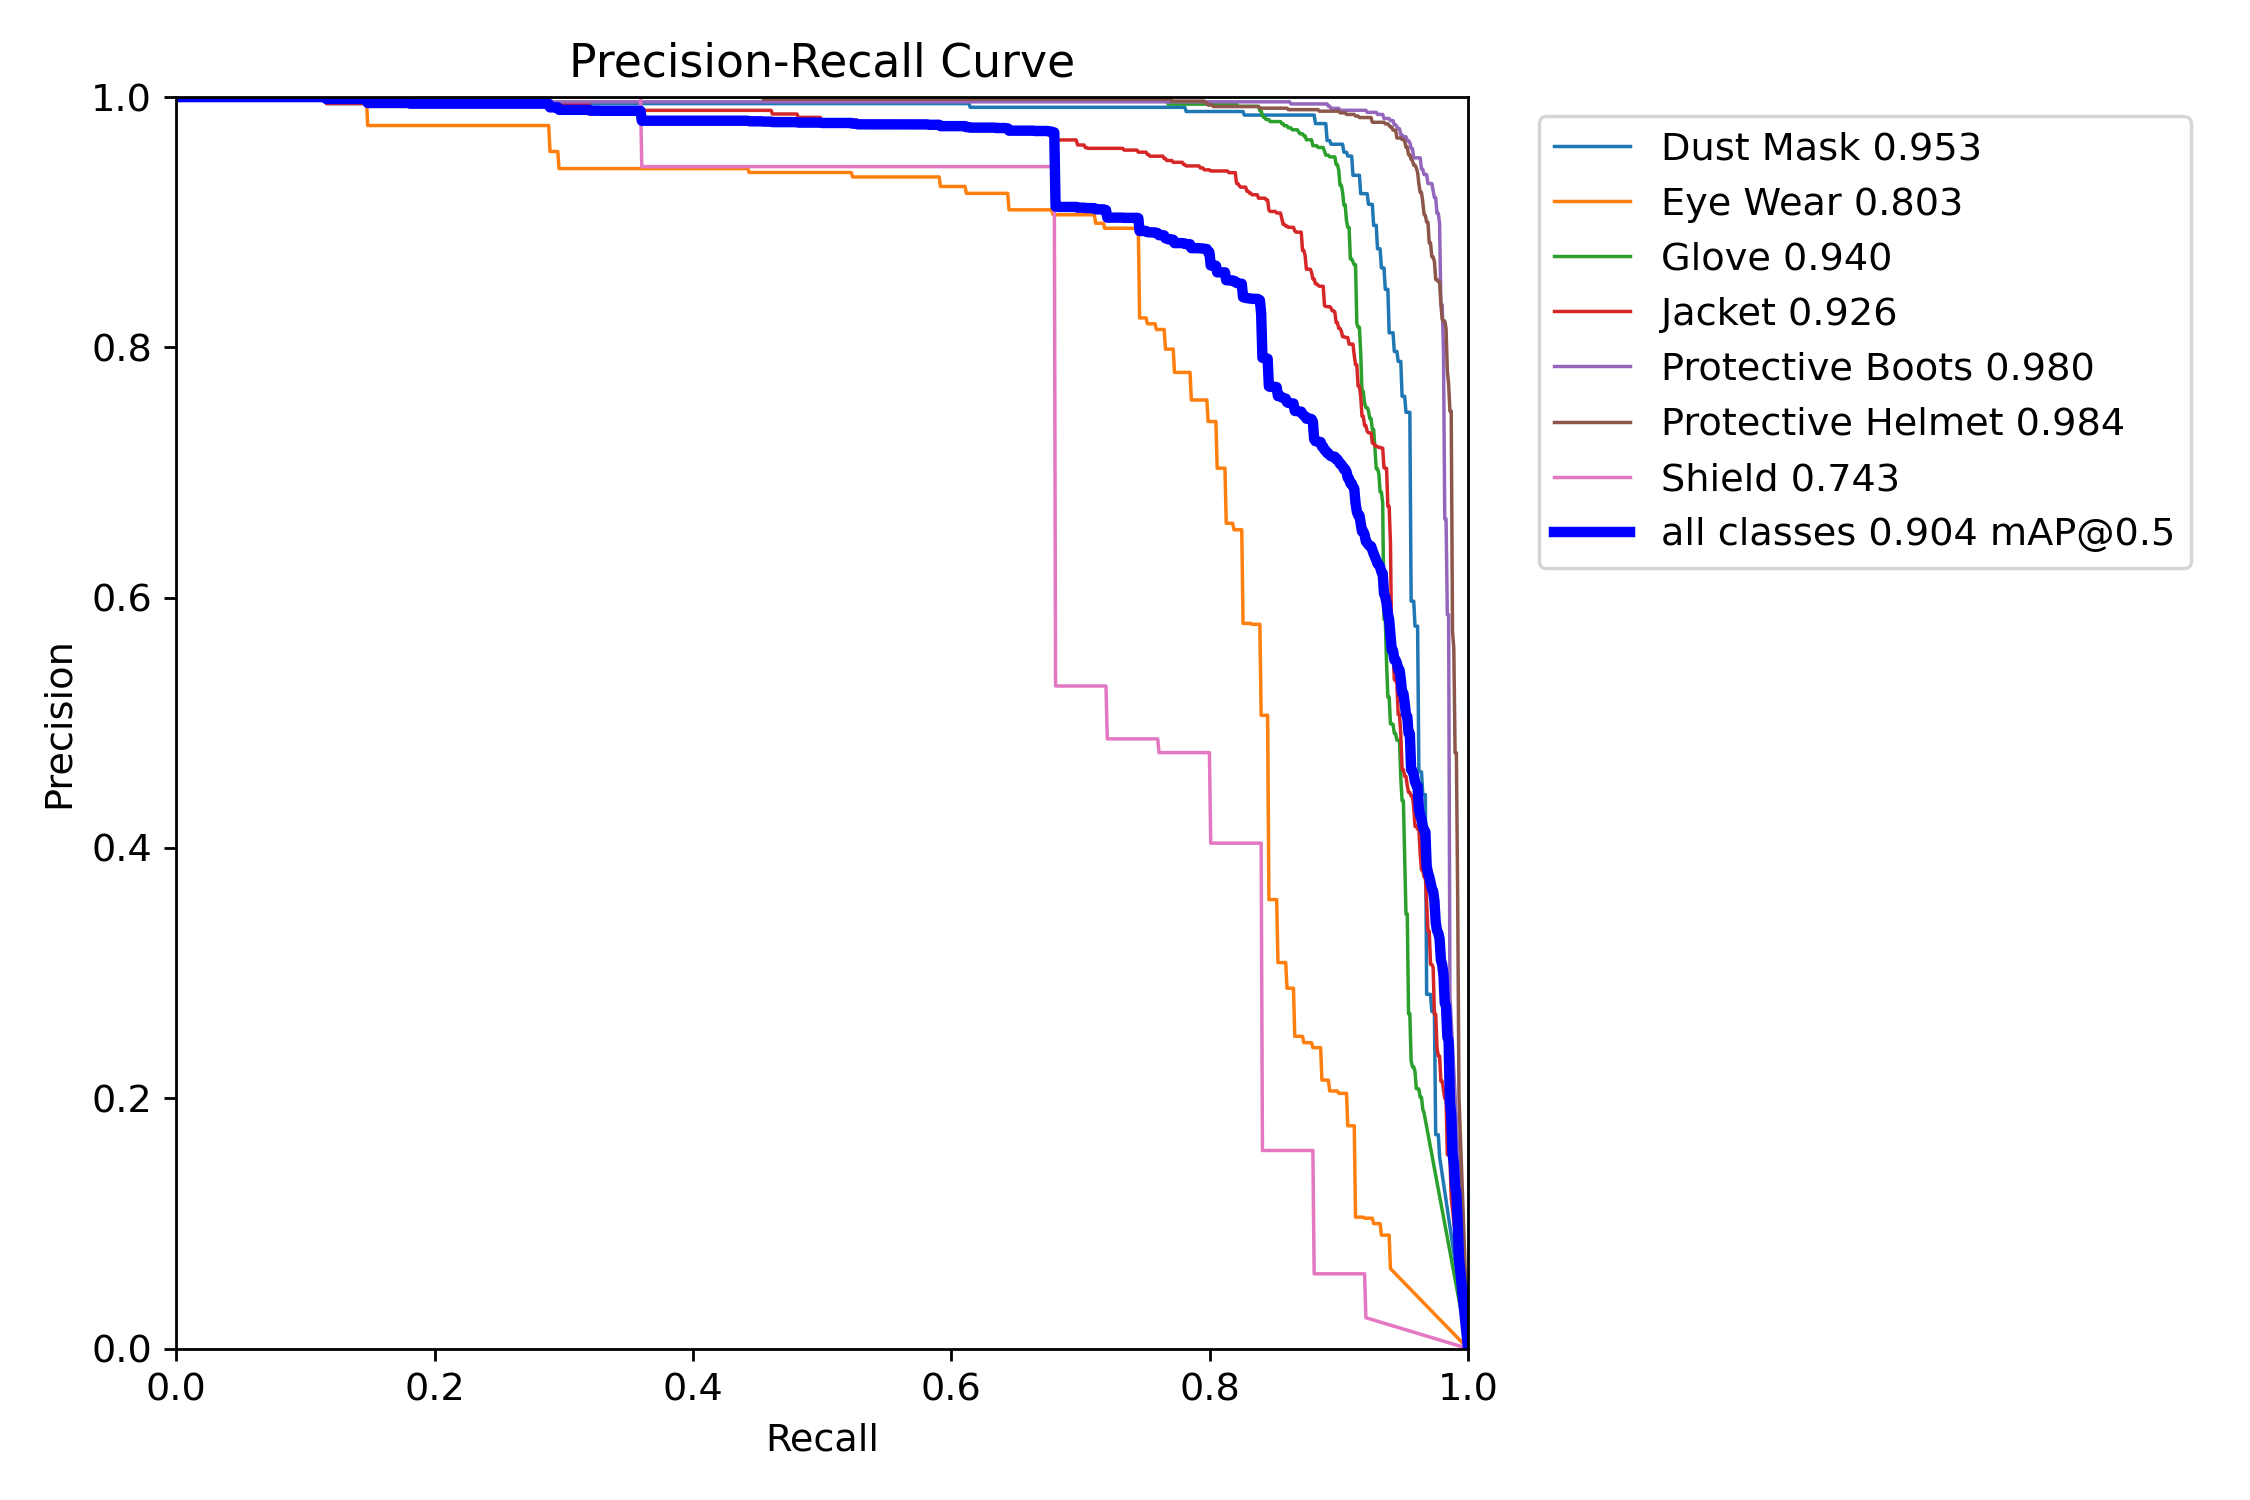 Precision-Recall Curve
1.0
0.8
0.6
0.4
0.2
0.0
Precision
0.0 0.2 0.4 0.6 0.8 1.0
Recall
Dust Mask 0.953
Eye Wear 0.803
Glove 0.940
Jacket 0.926
Protective Boots 0.980
Protective Helmet 0.984
Shield 0.743
all classes 0.904 mAP@0.5